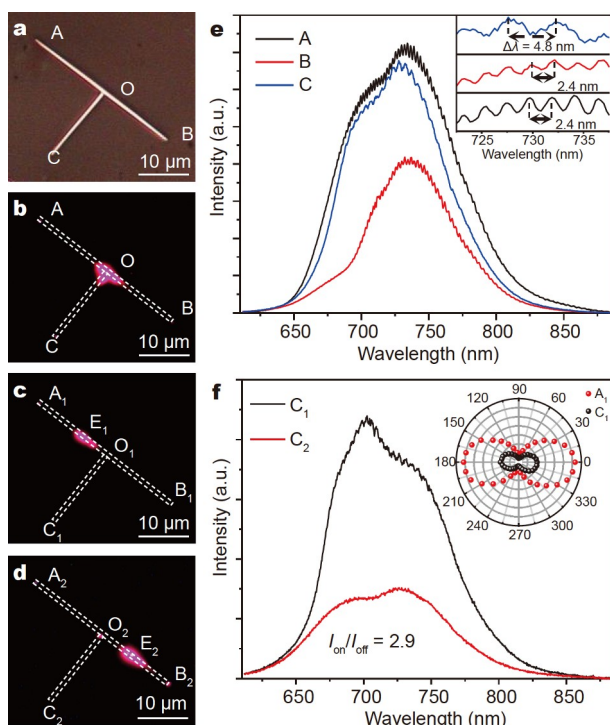 a
A
O
B
C
10 μm
b
A
O
B
C
10 μm
c
A1
E1
O1
B1
C1
10 μm
d
A2
O2
E2
B2
C2
10 μm
e
A
B
C
Δλ = 4.8 nm
2.4 nm
2.4 nm
725 730 735
Wavelength (nm)
Intensity (a.u.)
650 700 750 800 850
Wavelength (nm)
f
C1
C2
90
120 60
150 30
180 0
210 330
240 300
270
A1
C1
Ion/Ioff = 2.9
Intensity (a.u.)
650 700 750 800 850
Wavelength (nm)